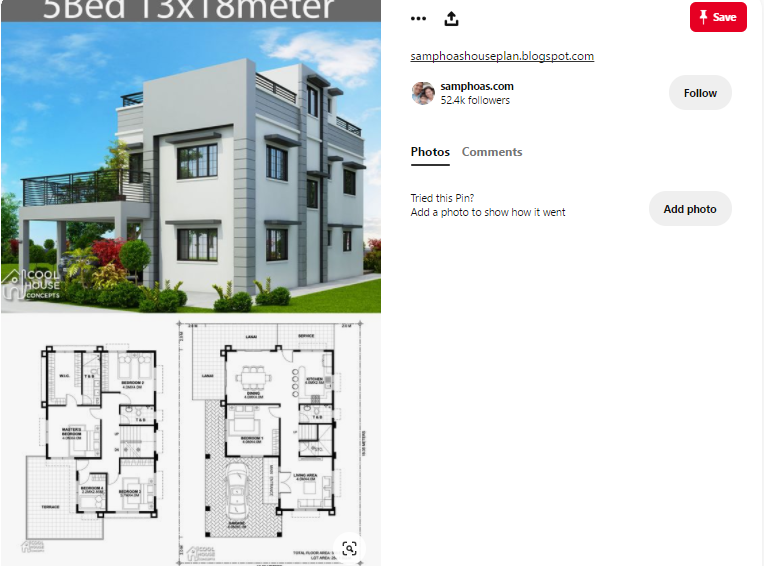 5Bed 13x18meter
Save
samphoashouseplan.blogspot.com
samphoas.com
52.4k followers
Follow
Photos
Comments
Tried this Pin?
Add a photo to show how it went
Add photo
COOL
HOUSE
CONCEPTS
W.I.C.
T & B
BEDROOM 2
MASTER'S
BEDROOM
T & B
BEDROOM 4
BEDROOM 3
TERRACE
LANAI
SERVICE
LANAI
DINING
KITCHEN
BEDROOM 1
T & B
LIVING AREA
GARAGE
TOTAL FLOOR AREA
LOT AREA
COOL
HOUSE
CONCEPTS